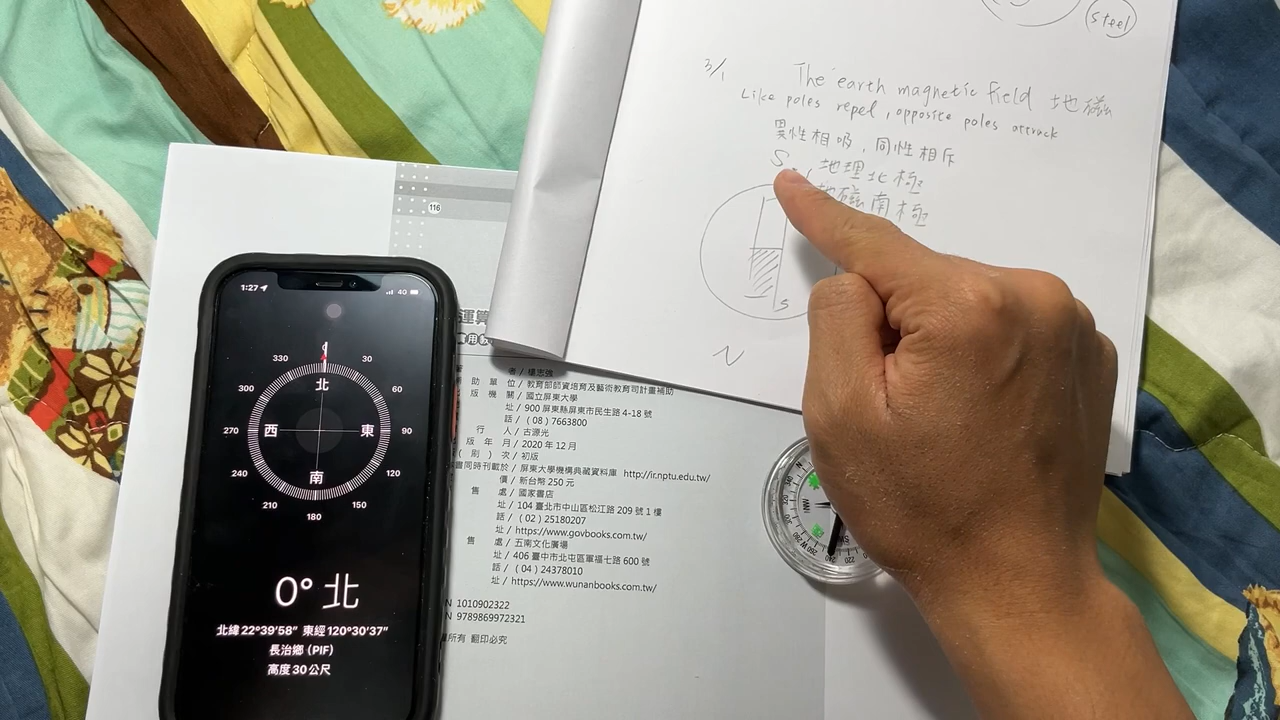 steel
3/1 The earth magnetic field 地磁
Like poles repel, opposite poles attrack
異性相吸，同性相斥
S 地理北極
地磁南極
S
N
116
運算
者／楊志強
助單位／教育部師資培育及藝術教育司計畫補助
版機關／國立屏東大學
址／900 屏東縣屏東市民生路 4-18 號
話／（08）7663800
行人／古源光
版年月／2020 年 12 月
（刷）次／初版
書同時刊載於／屏東大學機構典藏資料庫 http://ir.nptu.edu.tw/
價／新台幣 250 元
售處／國家書店
址／104 臺北市中山區松江路 209 號 1 樓
話／（02）25180207
址／https://www.govbooks.com.tw/
售處／五南文化廣場
址／406 臺中市北屯區軍福七路 600 號
話／（04）24378010
址／https://www.wunanbooks.com.tw/
N 1010902322
N 9789869972321
所有 翻印必究
1:27
4G
0
330 30
北
300 60
270 西 東 90
240 120
南
210 150
180
0° 北
北緯 22°39'58" 東經 120°30'37"
長治鄉 (PIF)
高度 30 公尺
N
NW
SW
W